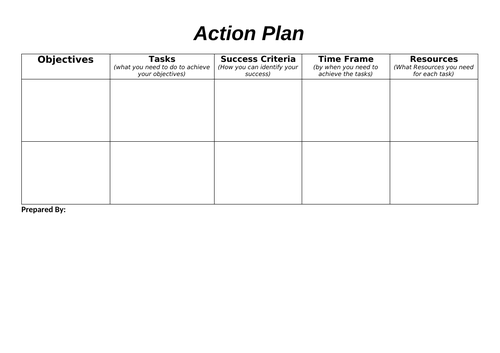 Action Plan
Objectives
Tasks
(what you need to do to achieve
your objectives)
Success Criteria
(How you can identify your
success)
Time Frame
(by when you need to
achieve the tasks)
Resources
(What Resources you need
for each task)
Prepared By: